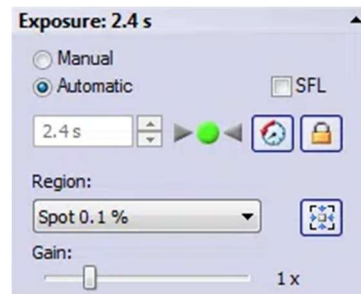 Exposure: 2.4 s
Manual
Automatic
SFL
2.4 s
Region:
Spot 0.1 %
Gain:
1 x